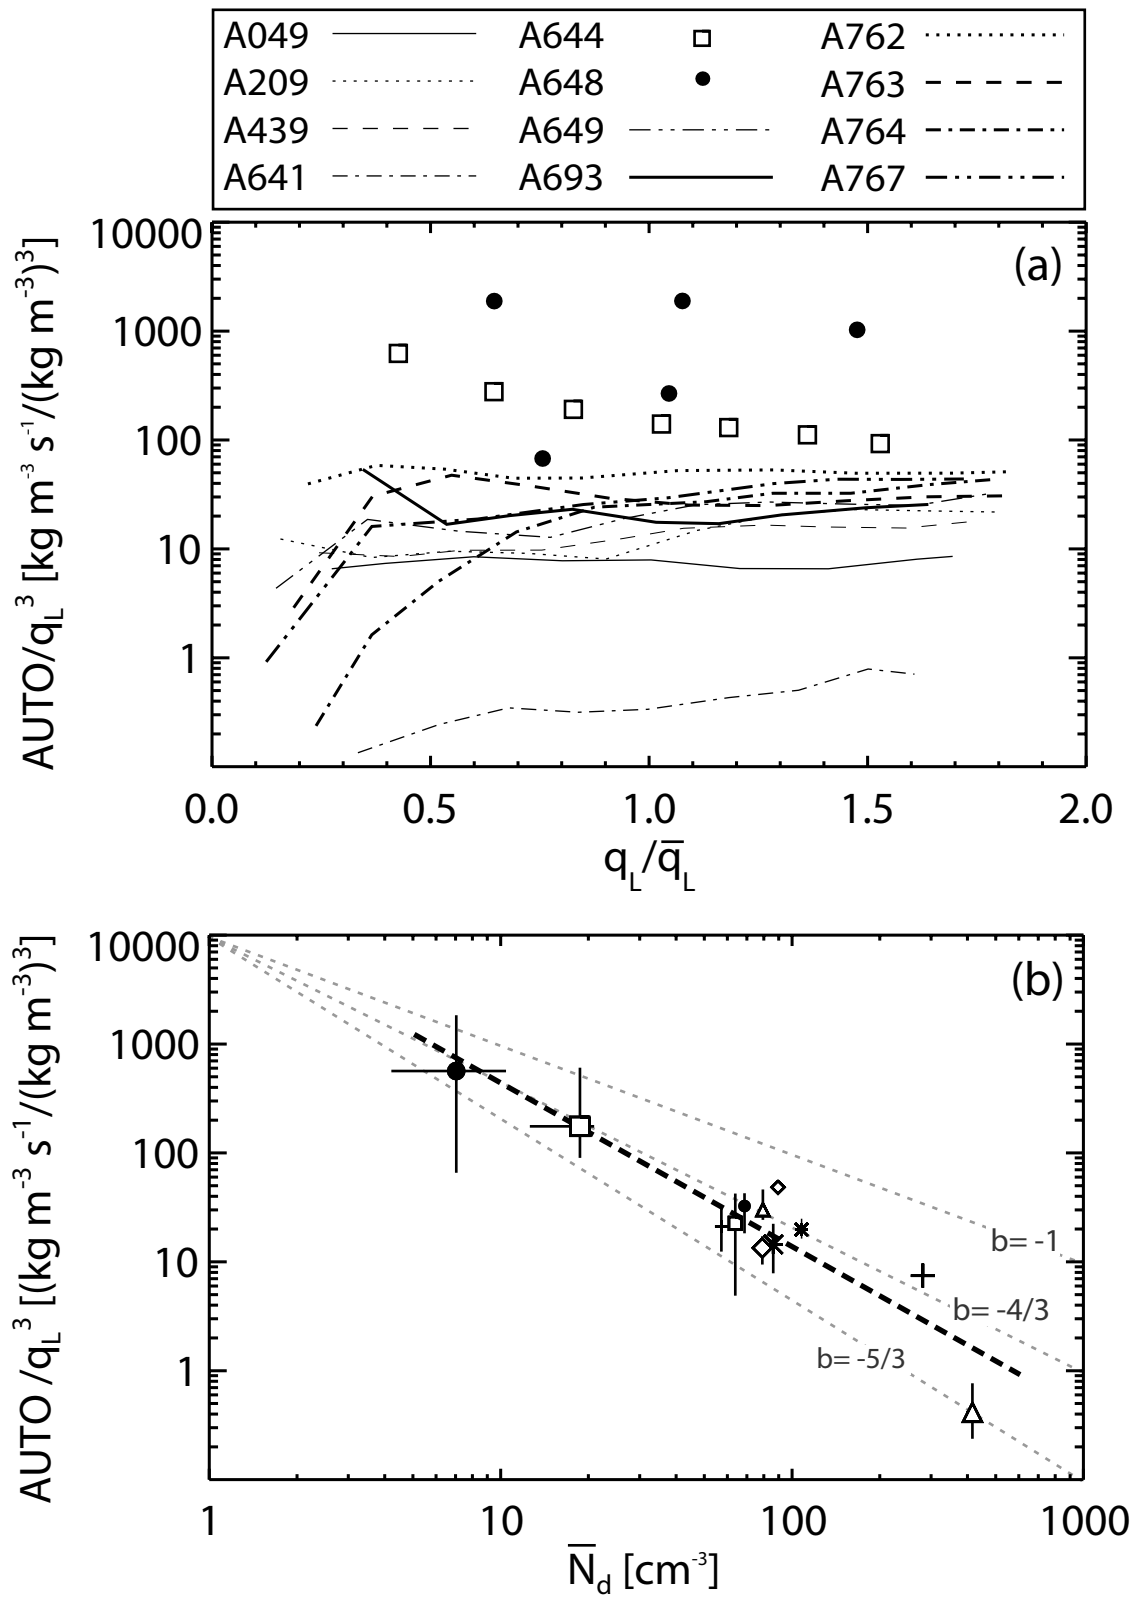 A049 A644 A762
A209 A648 A763
A439 A649 A764
A641 A693 A767
(a)
AUTO/q_L^3 [kg m^-3 s^-1/(kg m^-3)^3]
10000
1000
100
10
1
0.0 0.5 1.0 1.5 2.0
q_L/q̄_L
(b)
AUTO /q_L^3 [(kg m^-3 s^-1/(kg m^-3)^3]
10000
1000
100
10
1
b= -1
b= -4/3
b= -5/3
1 10 100 1000
N̄_d [cm^-3]